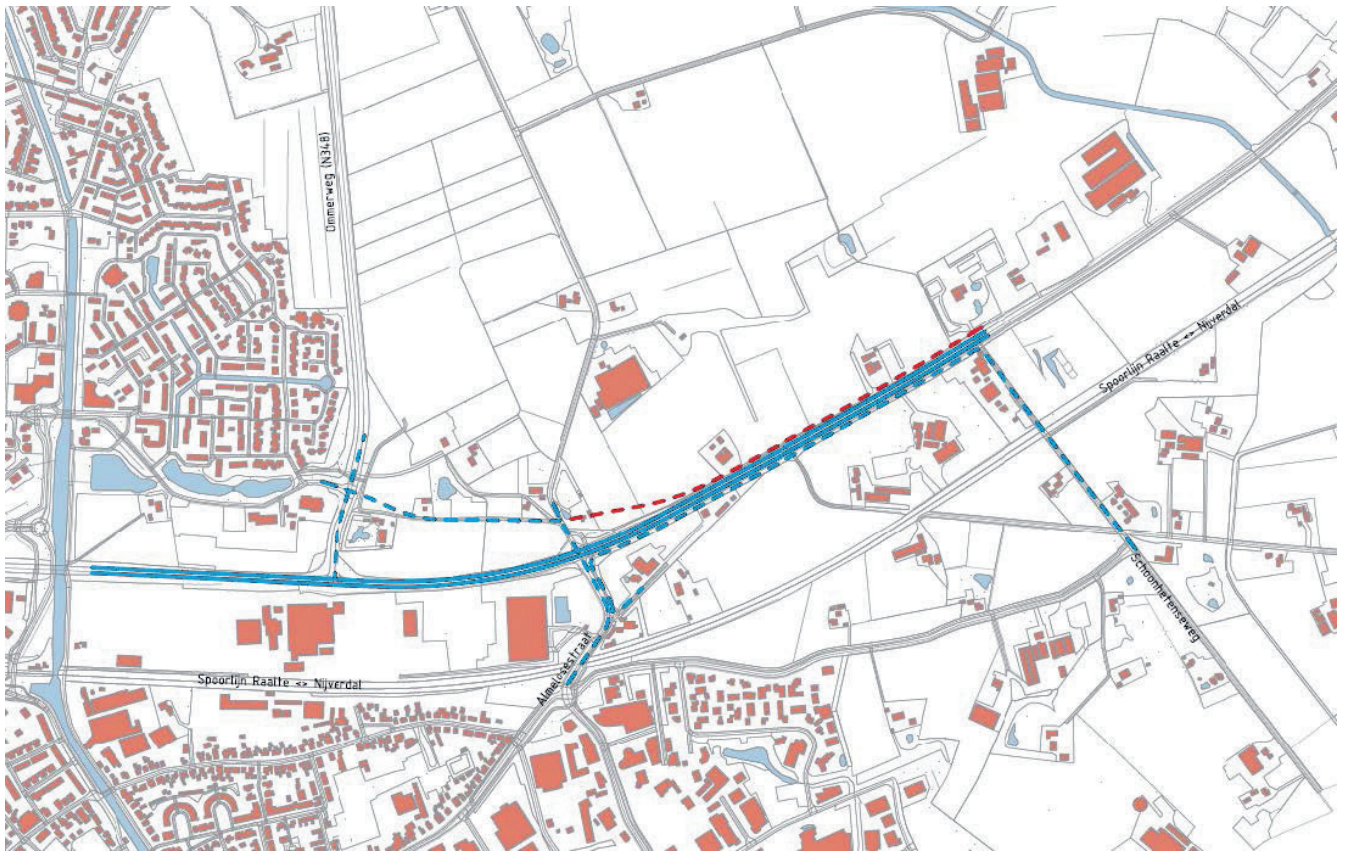 Ommerweg (N348)
Spoorlijn Raalte <-> Nijverdal
Schoonhetenseweg
Almelosestraat
Spoorlijn Raalte <-> Nijverdal